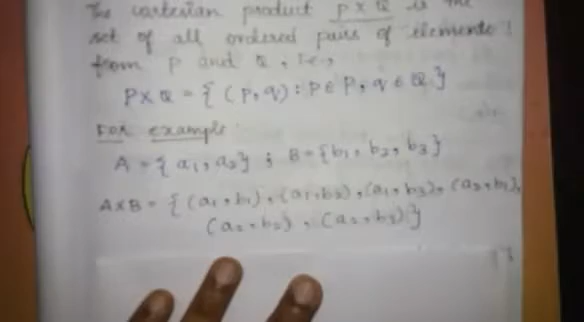 The cartesian product P × Q is the
set of all ordered pairs of elements
from P and Q, i.e.,
P × Q = { (p, q) : p ∈ P, q ∈ Q }
For example
A = { a₁, a₂} ; B = {b₁, b₂, b₃}
A×B = { (a₁, b₁), (a₁, b₂), (a₁, b₃), (a₂, b₁),
(a₂, b₂), (a₂, b₃) }